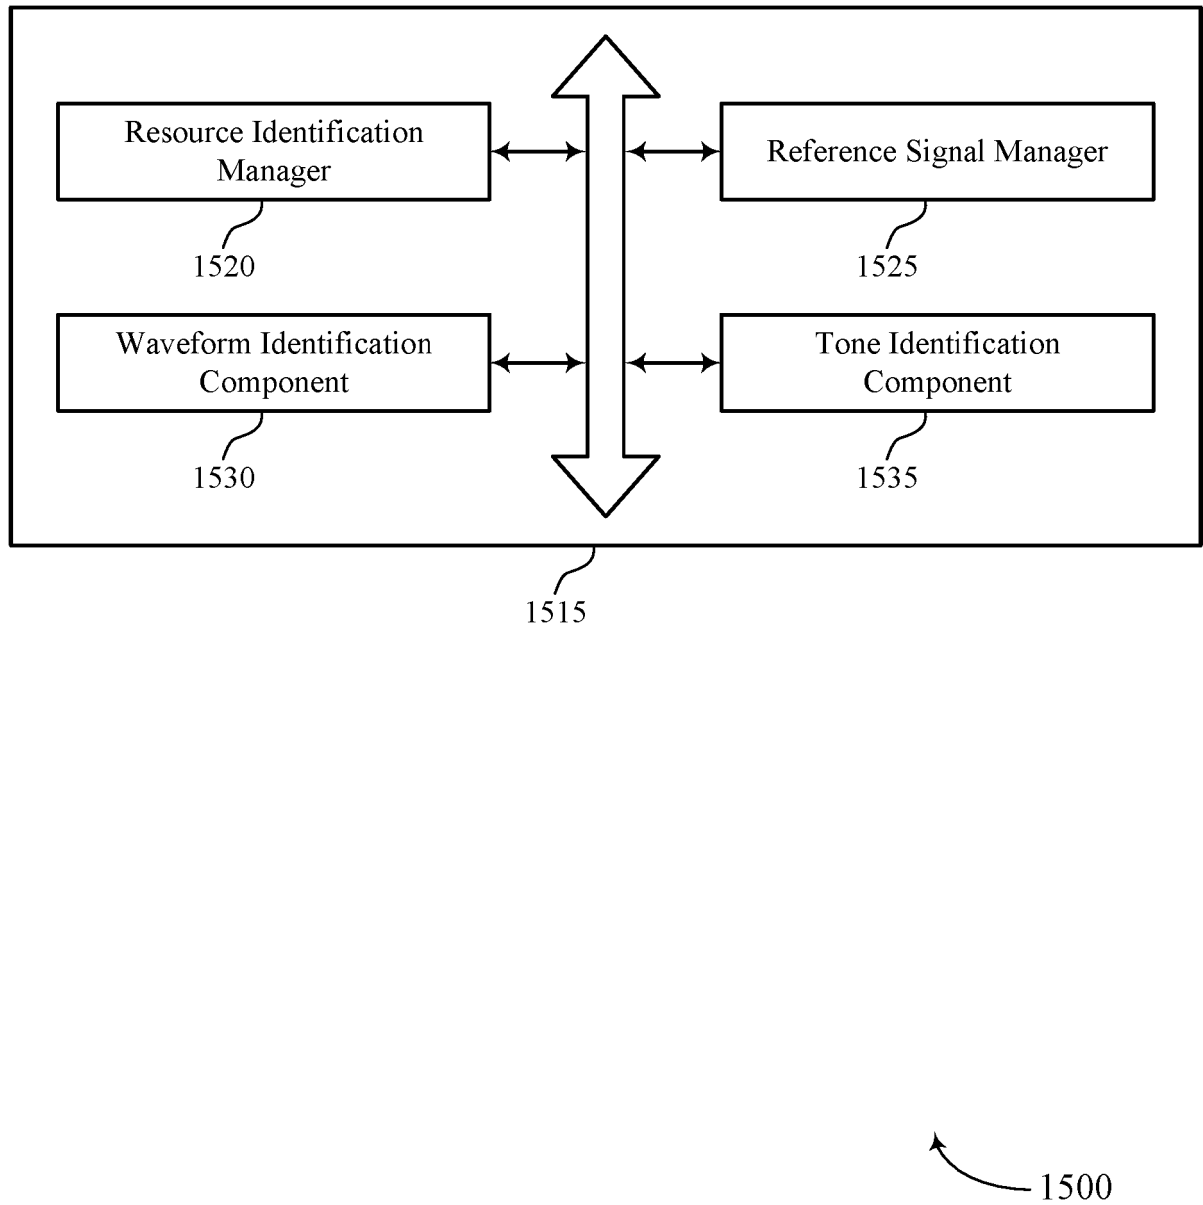 Resource Identification
Manager
Reference Signal Manager
1520
1525
Waveform Identification
Component
Tone Identification
Component
1530
1535
1515
1500